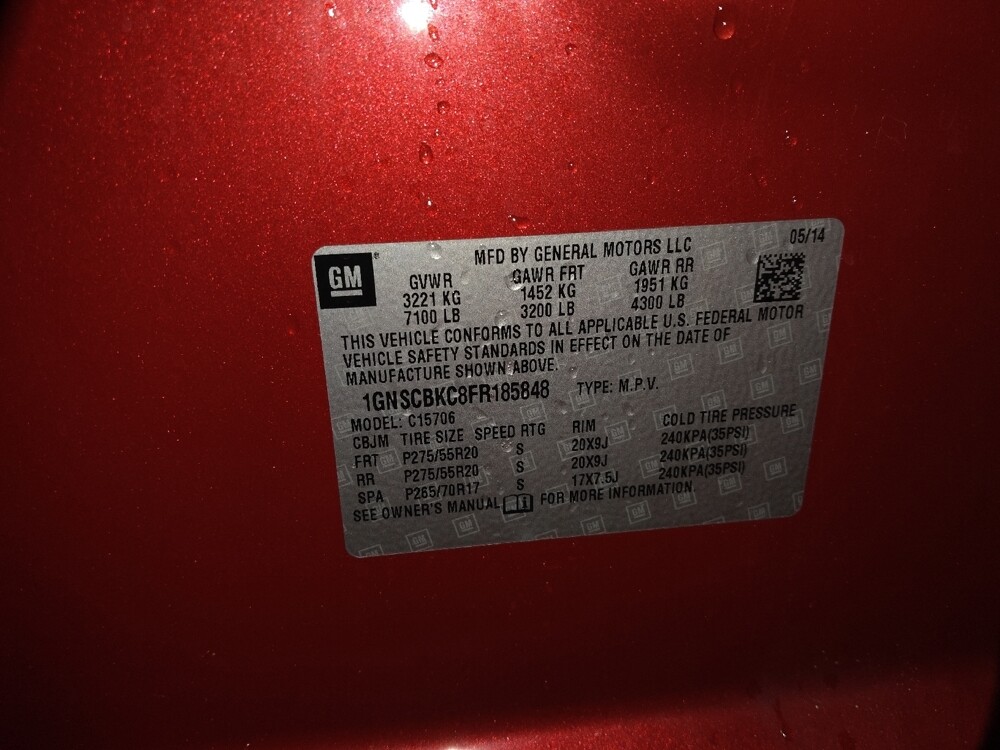 MFD BY GENERAL MOTORS LLC 05/14
GM
GVWR GAWR FRT GAWR RR
3221 KG 1452 KG 1951 KG
7100 LB 3200 LB 4300 LB
THIS VEHICLE CONFORMS TO ALL APPLICABLE U.S. FEDERAL MOTOR
VEHICLE SAFETY STANDARDS IN EFFECT ON THE DATE OF
MANUFACTURE SHOWN ABOVE.
1GNSCBKC8FR185848 TYPE: M.P.V.
MODEL: C15706
CBJM TIRE SIZE SPEED RTG RIM COLD TIRE PRESSURE
FRT P275/55R20 S 20X9J 240KPA(35PSI)
RR P275/55R20 S 20X9J 240KPA(35PSI)
SPA P265/70R17 S 17X7.5J 240KPA(35PSI)
SEE OWNER'S MANUAL FOR MORE INFORMATION.